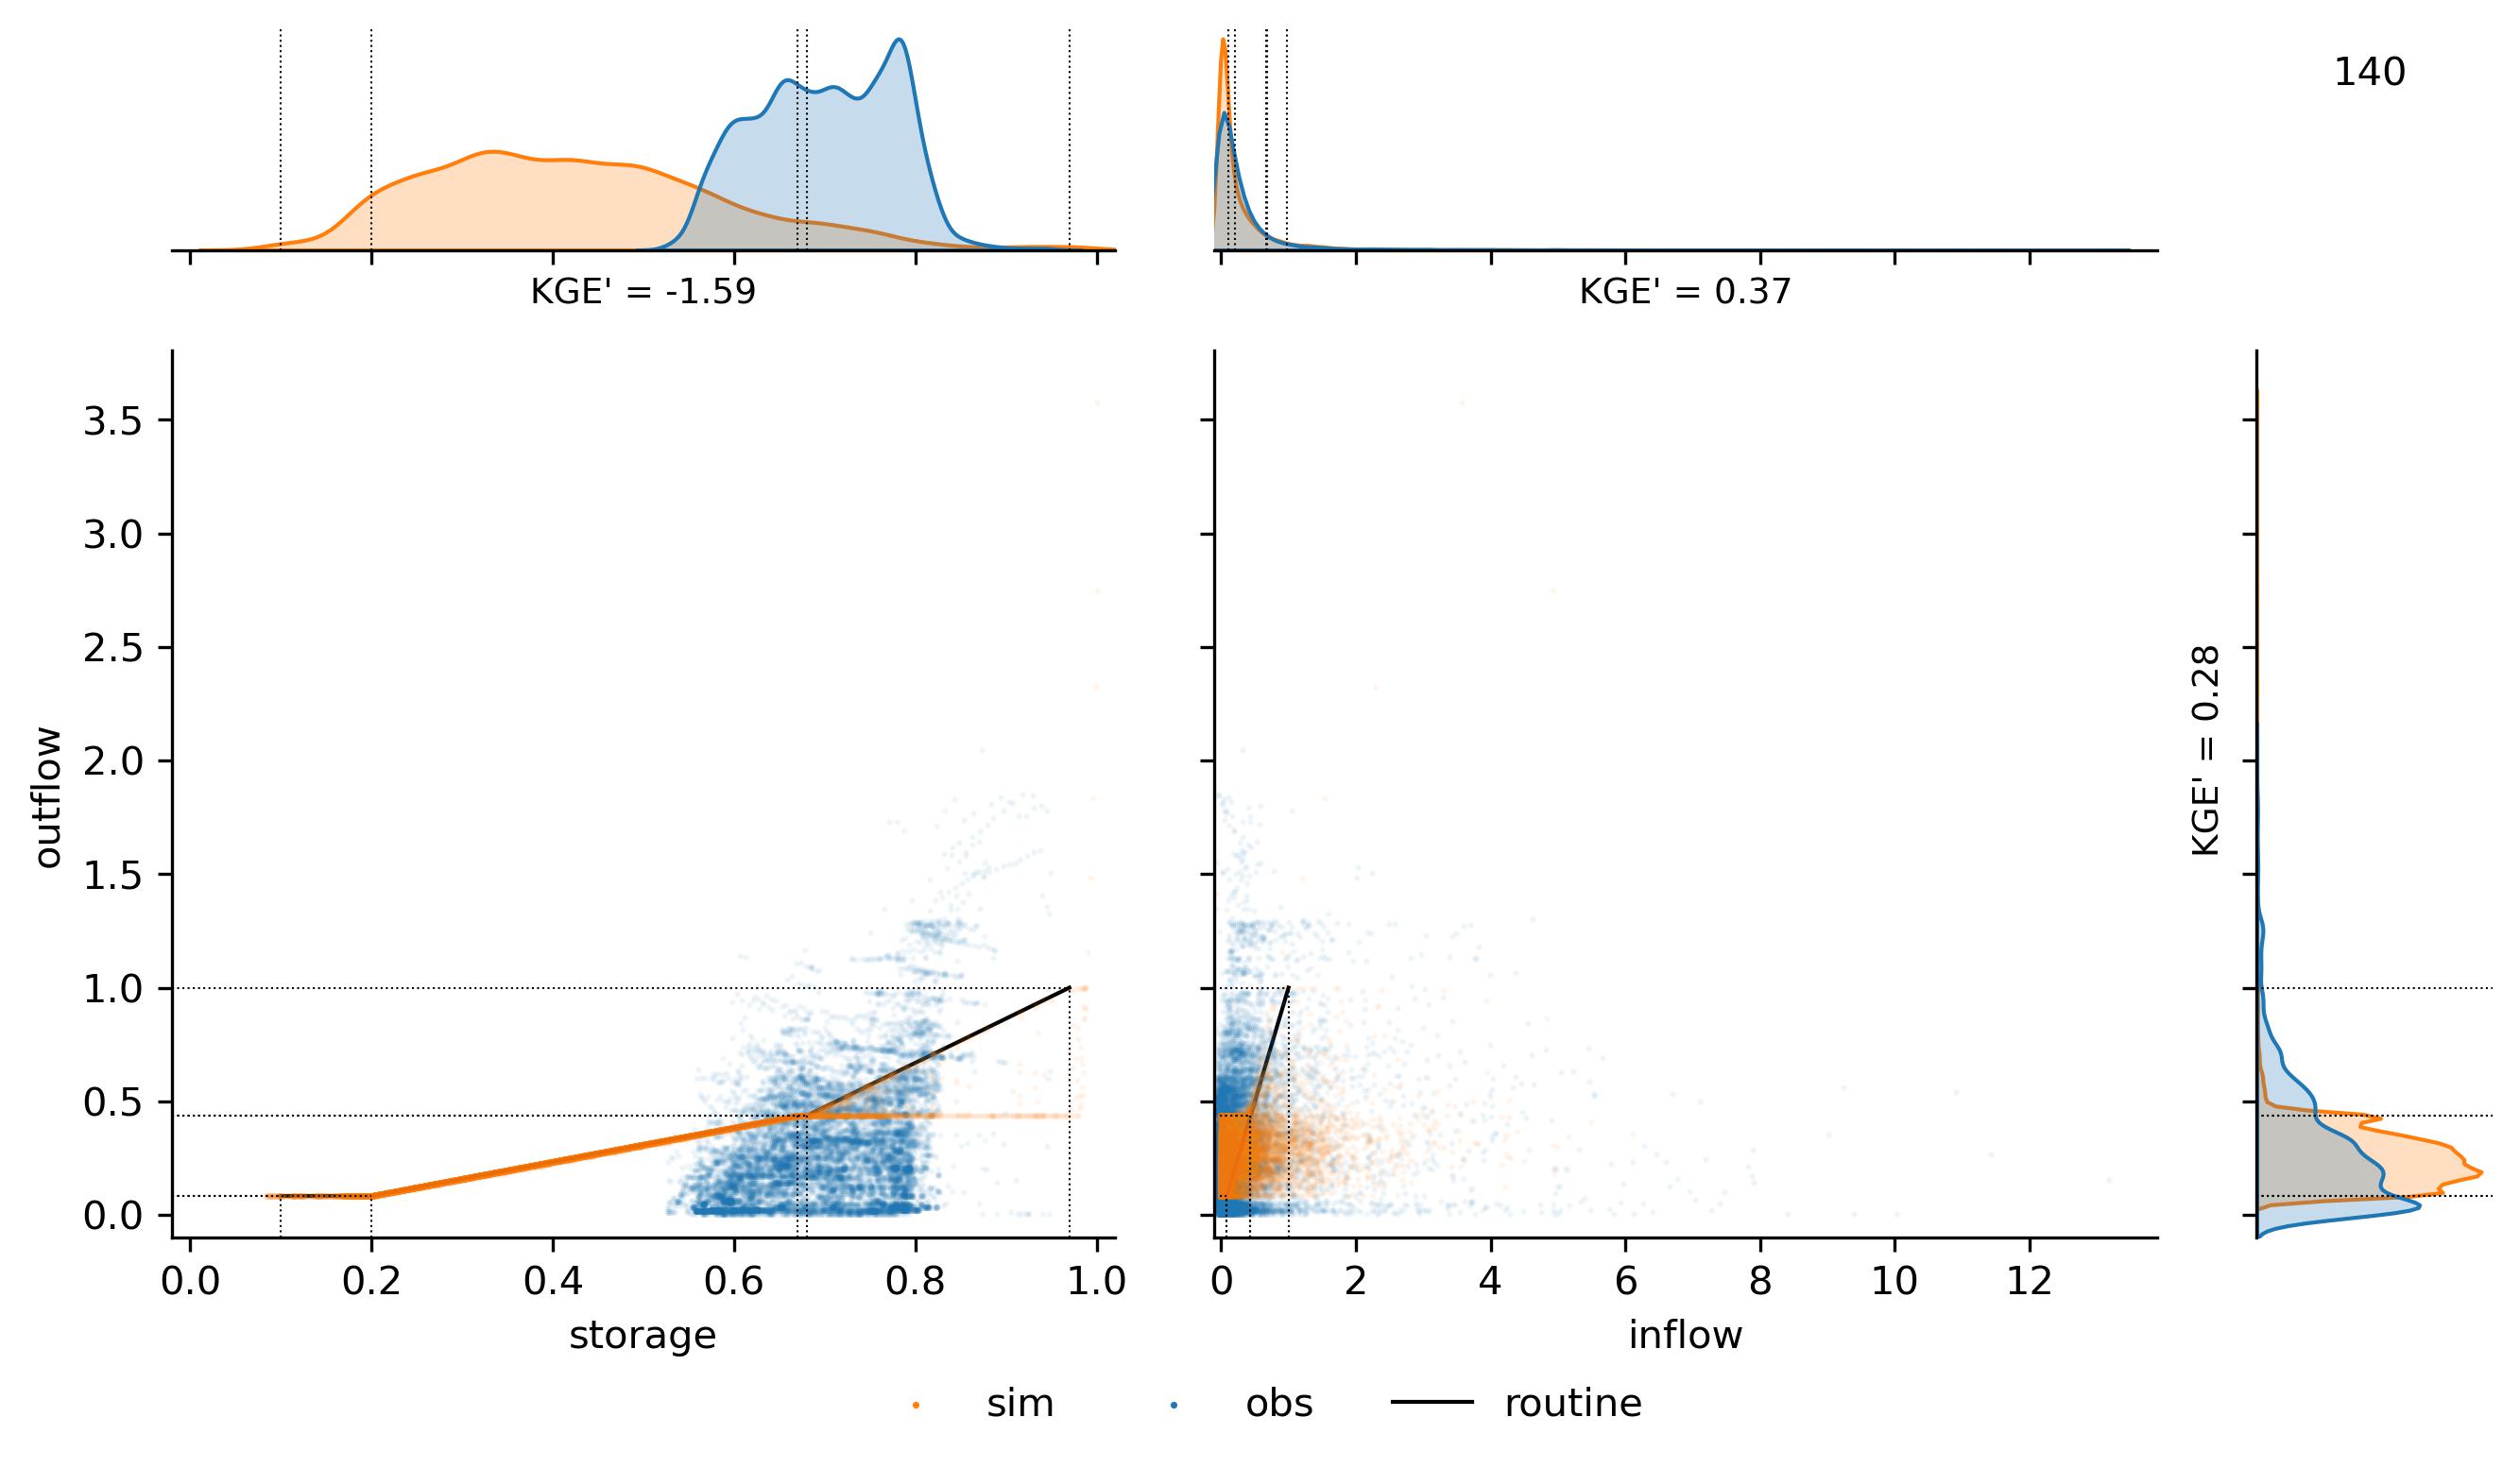 140
KGE' = -1.59
KGE' = 0.37
outflow
3.5
3.0
2.5
2.0
1.5
1.0
0.5
0.0
KGE' = 0.28
0.0 0.2 0.4 0.6 0.8 1.0
0 2 4 6 8 10 12
storage
inflow
sim obs routine